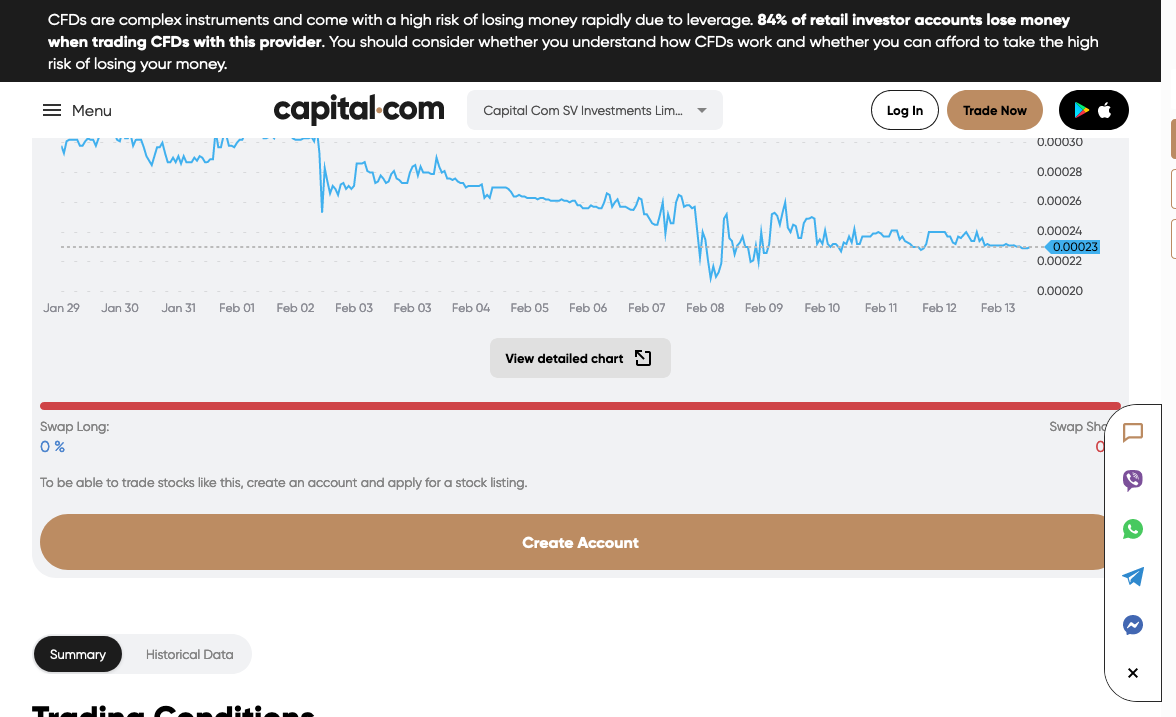 CFDs are complex instruments and come with a high risk of losing money rapidly due to leverage. 84% of retail investor accounts lose money
when trading CFDs with this provider. You should consider whether you understand how CFDs work and whether you can afford to take the high
risk of losing your money.
Menu
capital.com
Capital Com SV Investments Lim...
Log In
Trade Now
0.00030
0.00028
0.00026
0.00024
0.00023
0.00022
0.00020
Jan 29 Jan 30 Jan 31 Feb 01 Feb 02 Feb 03 Feb 03 Feb 04 Feb 05 Feb 06 Feb 07 Feb 08 Feb 09 Feb 10 Feb 11 Feb 12 Feb 13
View detailed chart
Swap Long:
0 %
Swap Sho
0
To be able to trade stocks like this, create an account and apply for a stock listing.
Create Account
Summary
Historical Data
Trading Conditions